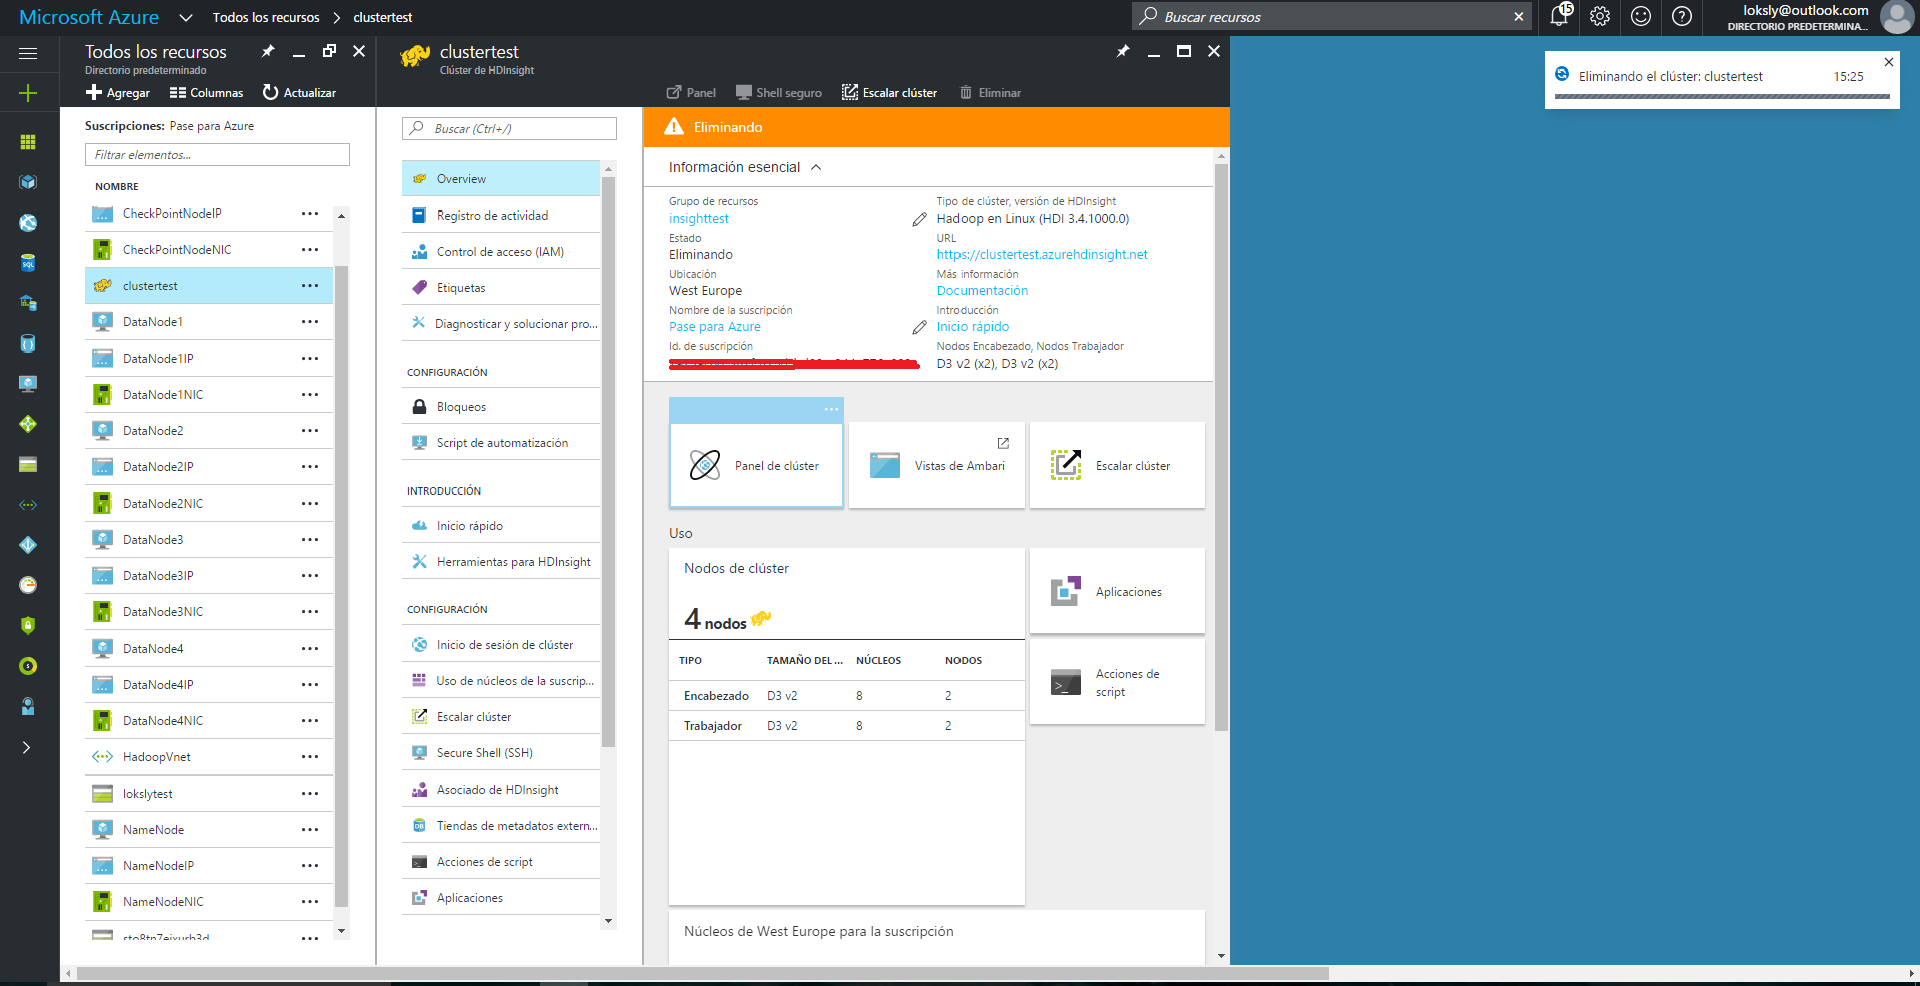 Microsoft Azure
Todos los recursos
clustertest
Buscar recursos
15
loksly@outlook.com
DIRECTORIO PREDETERMINA...
Todos los recursos
Directorio predeterminado
Agregar
Columnas
Actualizar
Suscripciones: Pase para Azure
Filtrar elementos...
NOMBRE
CheckPointNodeIP
CheckPointNodeNIC
clustertest
DataNode1
DataNode1IP
DataNode1NIC
DataNode2
DataNode2IP
DataNode2NIC
DataNode3
DataNode3IP
DataNode3NIC
DataNode4
DataNode4IP
DataNode4NIC
HadoopVnet
lokslytest
NameNode
NameNodeIP
NameNodeNIC
clustertest
Clúster de HDInsight
Panel
Shell seguro
Escalar clúster
Eliminar
Buscar (Ctrl+/)
Overview
Registro de actividad
Control de acceso (IAM)
Etiquetas
Diagnosticar y solucionar pro...
CONFIGURACIÓN
Bloqueos
Script de automatización
INTRODUCCIÓN
Inicio rápido
Herramientas para HDInsight
CONFIGURACIÓN
Inicio de sesión de clúster
Uso de núcleos de la suscrip...
Escalar clúster
Secure Shell (SSH)
Asociado de HDInsight
Tiendas de metadatos extern...
Acciones de script
Aplicaciones
Eliminando
Información esencial
Grupo de recursos
insighttest
Estado
Eliminando
Ubicación
West Europe
Nombre de la suscripción
Pase para Azure
Id. de suscripción
Tipo de clúster, versión de HDInsight
Hadoop en Linux (HDI 3.4.1000.0)
URL
https://clustertest.azurehdinsight.net
Más información
Documentación
Introducción
Inicio rápido
Nodos Encabezado, Nodos Trabajador
D3 v2 (x2), D3 v2 (x2)
Panel de clúster
Vistas de Ambari
Escalar clúster
Uso
Nodos de clúster
4 nodos
TIPO TAMAÑO DEL ... NÚCLEOS NODOS
Encabezado D3 v2 8 2
Trabajador D3 v2 8 2
Aplicaciones
Acciones de
script
Núcleos de West Europe para la suscripción
Eliminando el clúster: clustertest 15:25